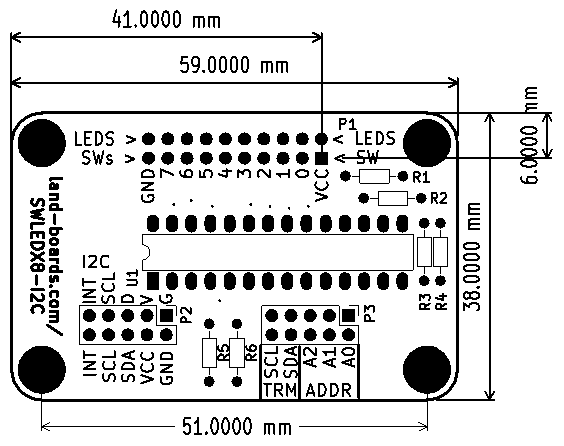 41.0000 mm
59.0000 mm
P1
LEDS > < LEDS
SWs > < SW
6.0000 mm
GND 7 6 5 4 3 2 1 0 VCC
R1
R2
land-boards.com/
SWLEDX8-I2C
I2C
U1
INT SCL D V G
P2
P3
R3 R4
38.0000 mm
R5 R6
INT SCL SDA VCC GND
SCL SDA A2 A1 A0
TRM ADDR
51.0000 mm